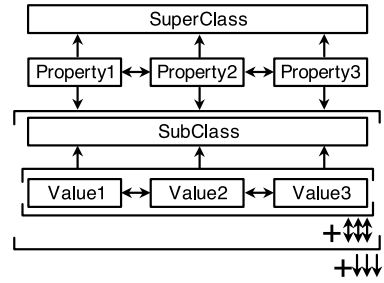 SuperClass
Property1 Property2 Property3
SubClass
Value1 Value2 Value3
+
+